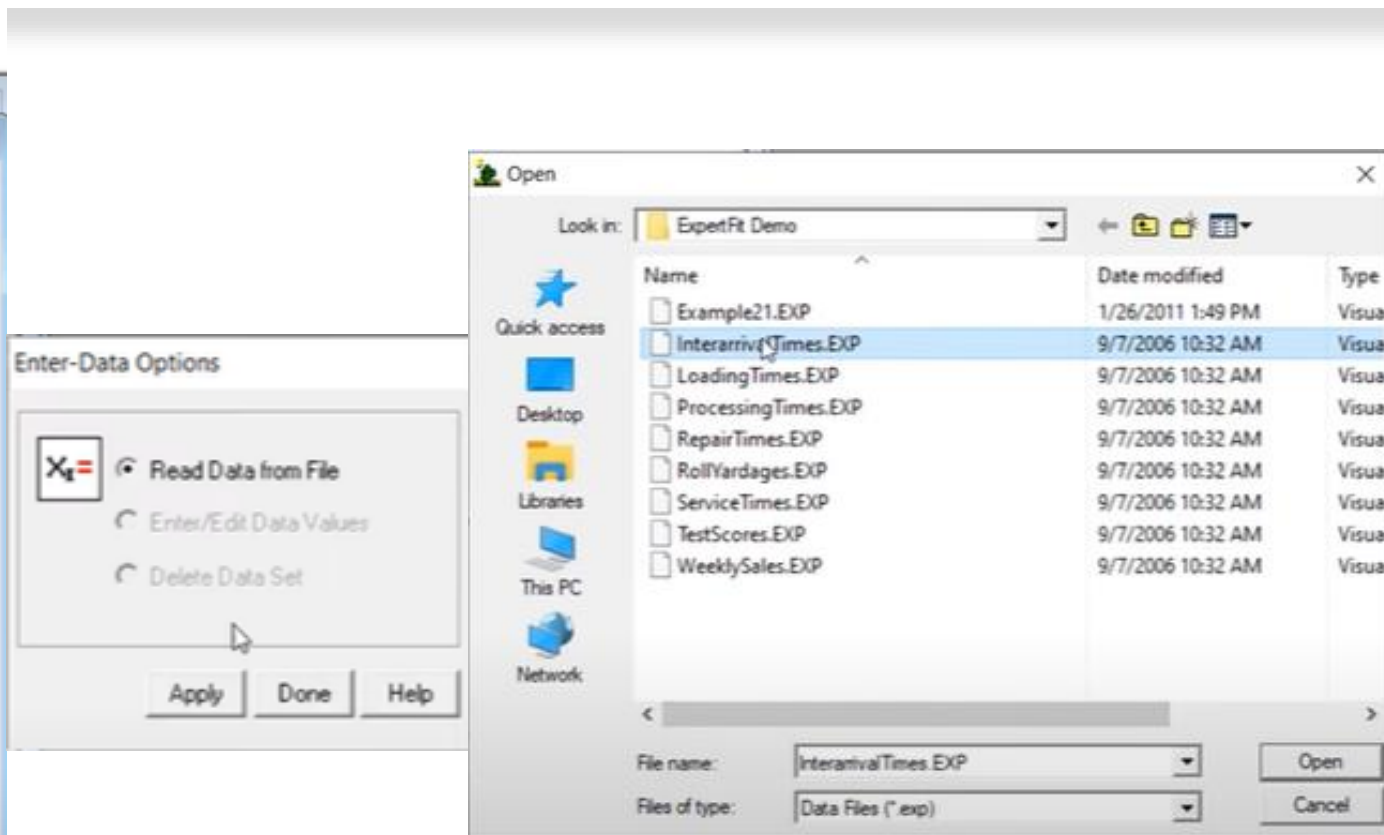 Enter-Data Options
Read Data from File
Enter/Edit Data Values
Delete Data Set
Apply Done Help
Open
Look in: ExpertFit Demo
Name Date modified Type
Example21.EXP 1/26/2011 1:49 PM Visua
InterarrivalTimes.EXP 9/7/2006 10:32 AM Visua
LoadingTimes.EXP 9/7/2006 10:32 AM Visua
ProcessingTimes.EXP 9/7/2006 10:32 AM Visua
RepairTimes.EXP 9/7/2006 10:32 AM Visua
RollYardages.EXP 9/7/2006 10:32 AM Visua
ServiceTimes.EXP 9/7/2006 10:32 AM Visua
TestScores.EXP 9/7/2006 10:32 AM Visua
WeeklySales.EXP 9/7/2006 10:32 AM Visua
Quick access
Desktop
Libraries
This PC
Network
File name: InterarrivalTimes.EXP Open
Files of type: Data Files (*.exp) Cancel